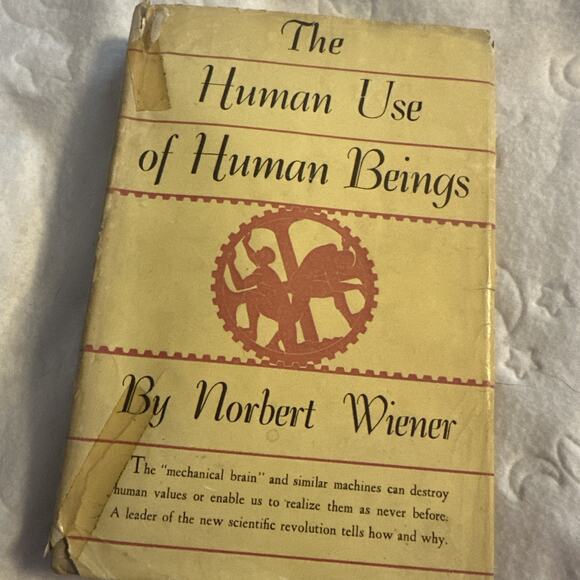 The
Human Use
of Human Beings
By Norbert Wiener
The "mechanical brain" and similar machines can destroy
human values or enable us to realize them as never before.
A leader of the new scientific revolution tells how and why.